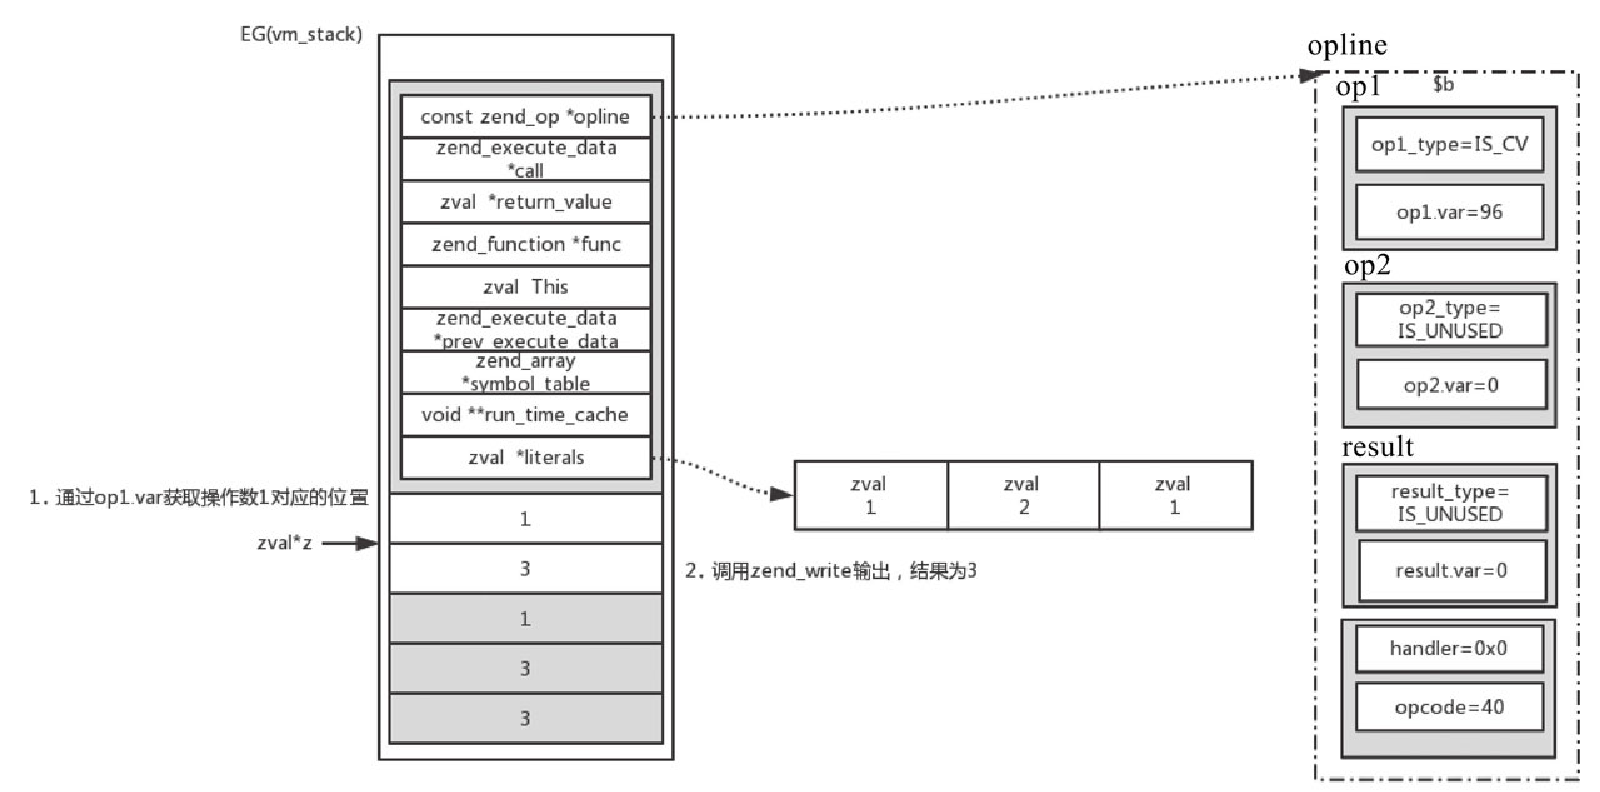 EG(vm_stack)
const zend_op *opline
zend_execute_data
*call
zval *return_value
zend_function *func
zval This
zend_execute_data
*prev_execute_data
zend_array
*symbol_table
void **run_time_cache
zval *literals
1. 通过op1.var获取操作数1对应的位置
zval*z
1
3
1
3
3
2. 调用zend_write输出，结果为3
zval
1
zval
2
zval
1
opline
op1
$b
op1_type=IS_CV
op1.var=96
op2
op2_type=
IS_UNUSED
op2.var=0
result
result_type=
IS_UNUSED
result.var=0
handler=0x0
opcode=40